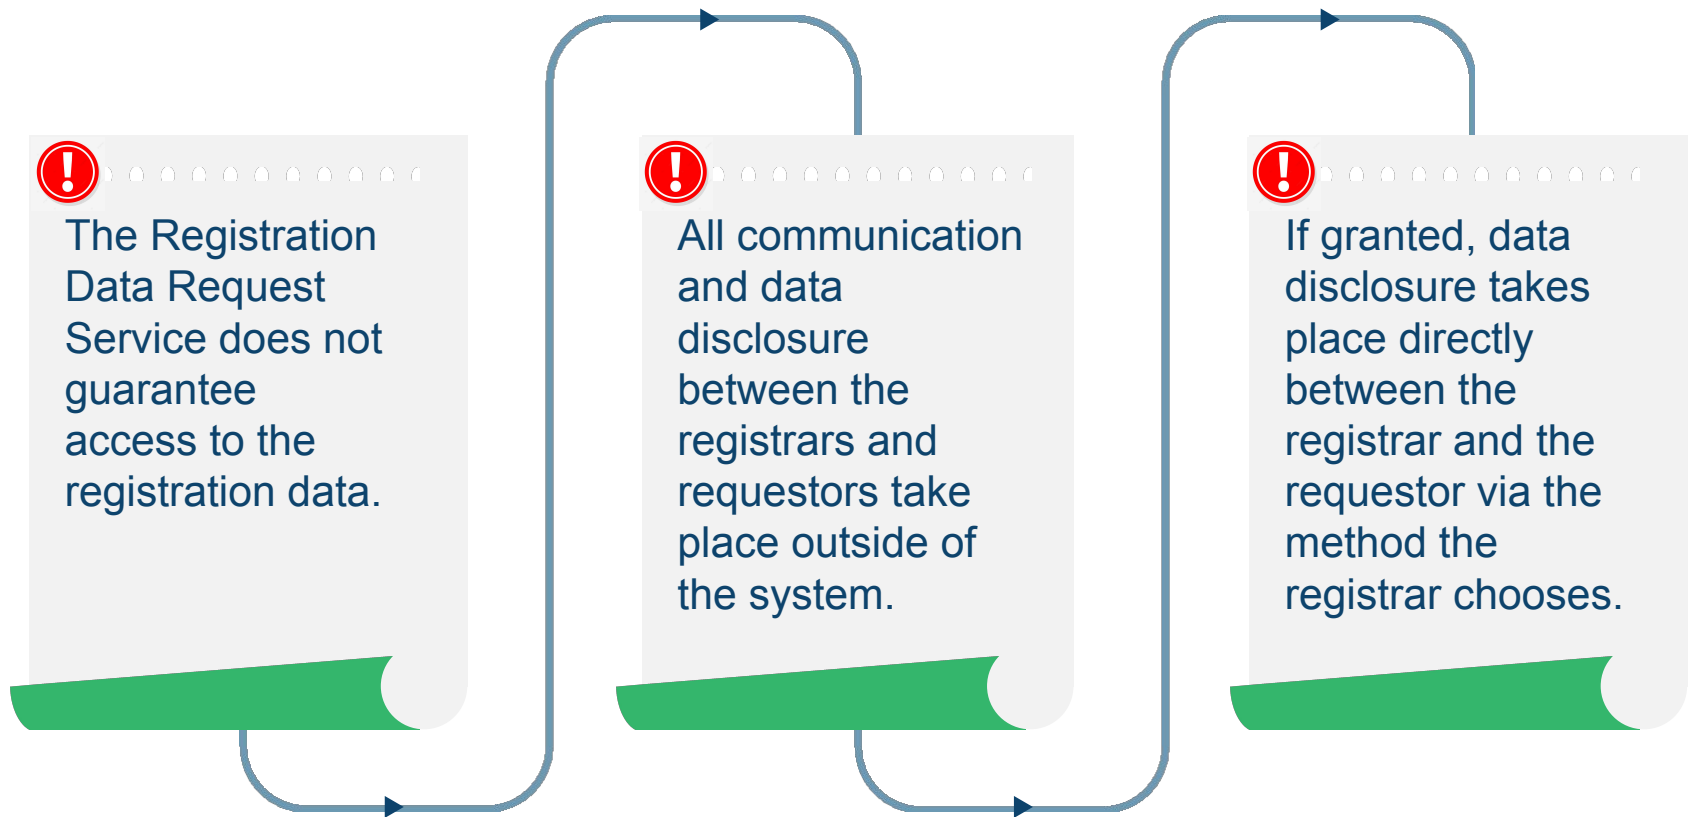 The Registration
Data Request
Service does not
guarantee
access to the
registration data.
All communication
and data
disclosure
between the
registrars and
requestors take
place outside of
the system.
If granted, data
disclosure takes
place directly
between the
registrar and the
requestor via the
method the
registrar chooses.